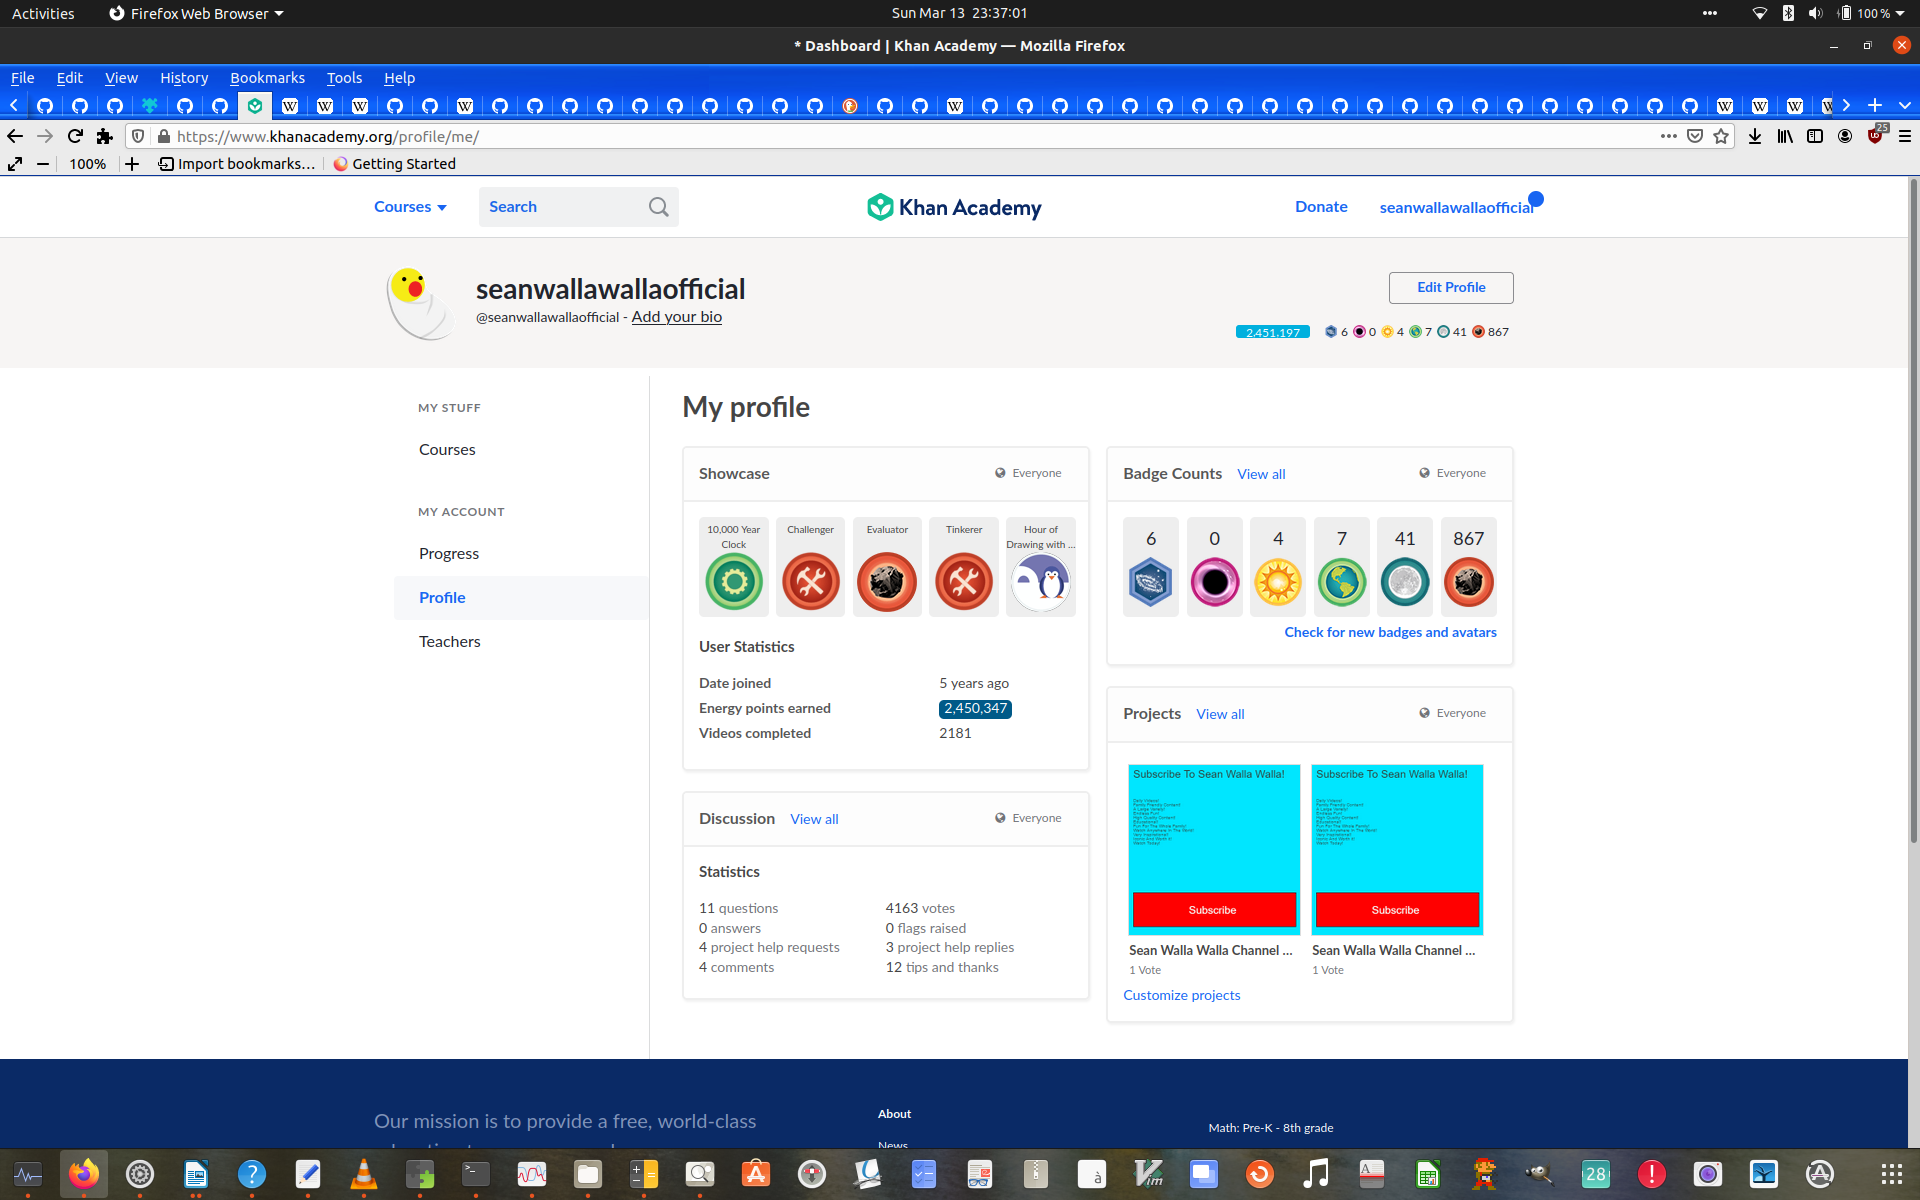 Activities
Firefox Web Browser
Sun Mar 13 23:37:01
100 %
* Dashboard | Khan Academy — Mozilla Firefox
File Edit View History Bookmarks Tools Help
https://www.khanacademy.org/profile/me/
25
100%
Import bookmarks...
Getting Started
Courses
Search
Khan Academy
Donate
seanwallawallaofficial
seanwallawallaofficial
@seanwallawallaofficial - Add your bio
Edit Profile
2,451,197
6 0 4 7 41 867
MY STUFF
Courses
MY ACCOUNT
Progress
Profile
Teachers
My profile
Showcase
Everyone
10,000 Year Clock
Challenger
Evaluator
Tinkerer
Hour of Drawing with ...
User Statistics
Date joined 5 years ago
Energy points earned 2,450,347
Videos completed 2181
Discussion View all
Everyone
Statistics
11 questions
4163 votes
0 answers
0 flags raised
4 project help requests
3 project help replies
4 comments
12 tips and thanks
Badge Counts View all
Everyone
6 0 4 7 41 867
Check for new badges and avatars
Projects View all
Everyone
Subscribe To Sean Walla Walla!
Subscribe
Sean Walla Walla Channel ...
1 Vote
Subscribe To Sean Walla Walla!
Subscribe
Sean Walla Walla Channel ...
1 Vote
Customize projects
Our mission is to provide a free, world-class
About
News
Math: Pre-K - 8th grade
28